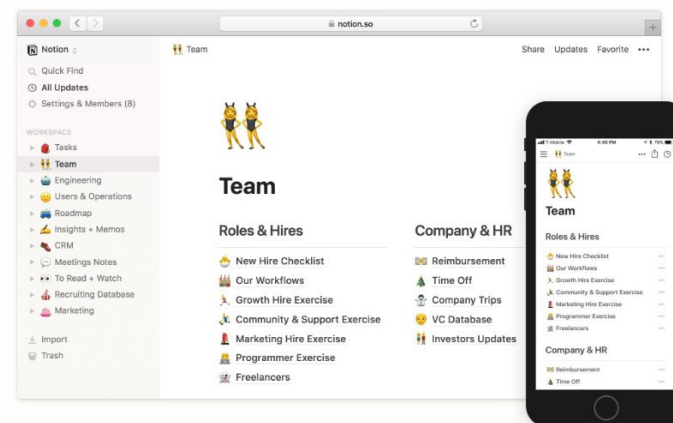 notion.so
Notion
Team
Share Updates Favorite •••
Quick Find
All Updates
Settings & Members (8)
WORKSPACE
Tasks
Team
Engineering
Users & Operations
Roadmap
Insights + Memos
CRM
Meetings Notes
To Read + Watch
Recruiting Database
Marketing
Import
Trash
Team
Roles & Hires
New Hire Checklist
Our Workflows
Growth Hire Exercise
Community & Support Exercise
Marketing Hire Exercise
Programmer Exercise
Freelancers
Company & HR
Reimbursement
Time Off
Company Trips
VC Database
Investors Updates
T-Mobile 4:49 PM 70%
Team
Team
Roles & Hires
New Hire Checklist
Our Workflows
Growth Hire Exercise
Community & Support Exercise
Marketing Hire Exercise
Programmer Exercise
Freelancers
Company & HR
Reimbursement
Time Off